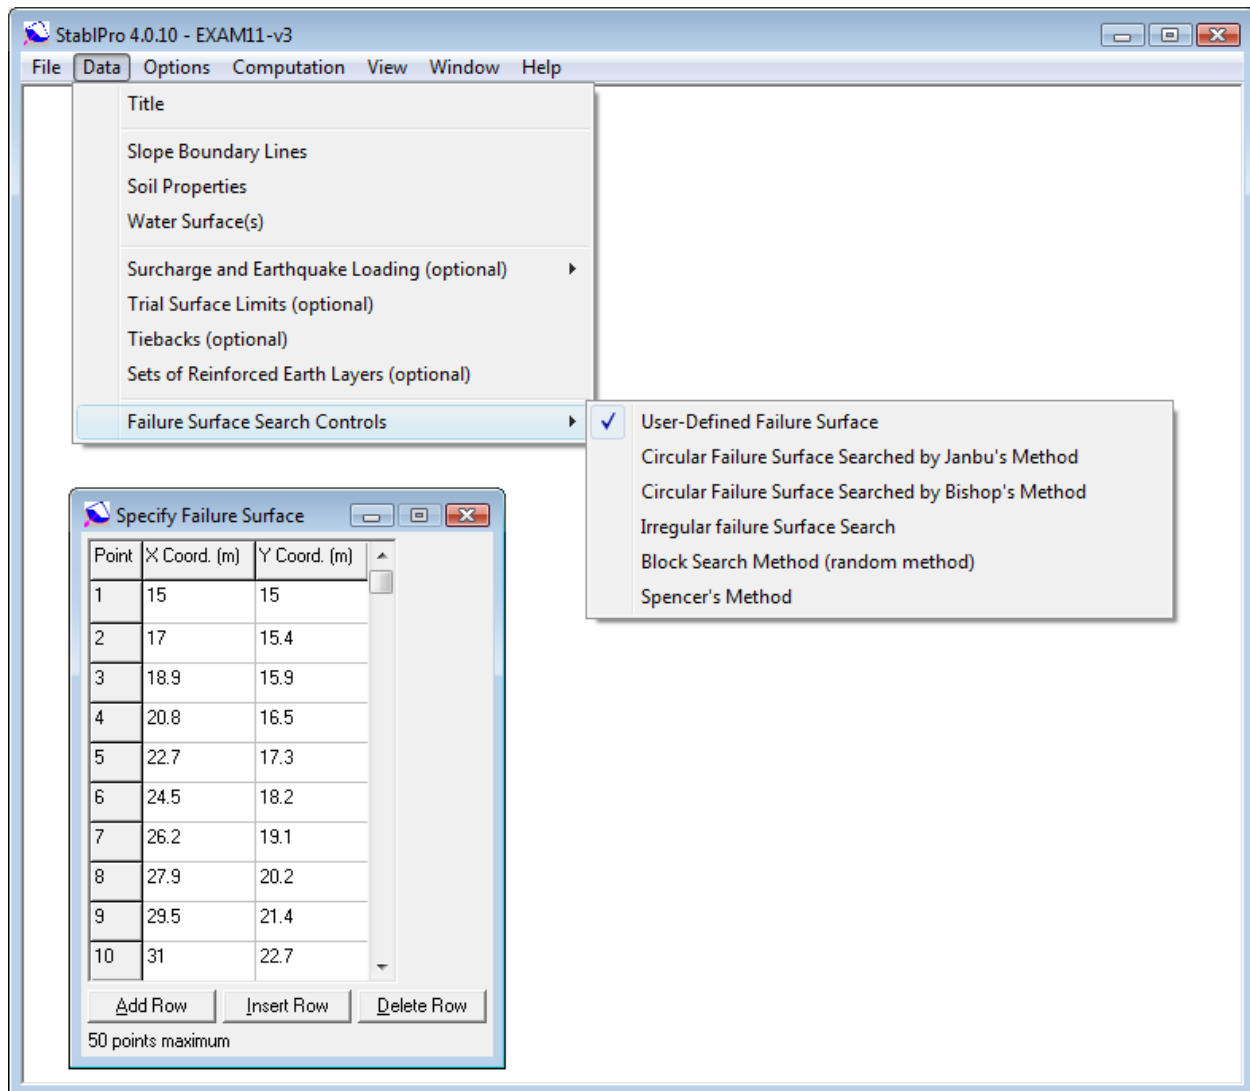 StablPro 4.0.10 - EXAM11-v3
File Data Options Computation View Window Help
Title
Slope Boundary Lines
Soil Properties
Water Surface(s)
Surcharge and Earthquake Loading (optional)
Trial Surface Limits (optional)
Tiebacks (optional)
Sets of Reinforced Earth Layers (optional)
Failure Surface Search Controls
User-Defined Failure Surface
Circular Failure Surface Searched by Janbu's Method
Circular Failure Surface Searched by Bishop's Method
Irregular failure Surface Search
Block Search Method (random method)
Spencer's Method
Specify Failure Surface
Point X Coord. (m) Y Coord. (m)
1 15 15
2 17 15.4
3 18.9 15.9
4 20.8 16.5
5 22.7 17.3
6 24.5 18.2
7 26.2 19.1
8 27.9 20.2
9 29.5 21.4
10 31 22.7
Add Row Insert Row Delete Row
50 points maximum